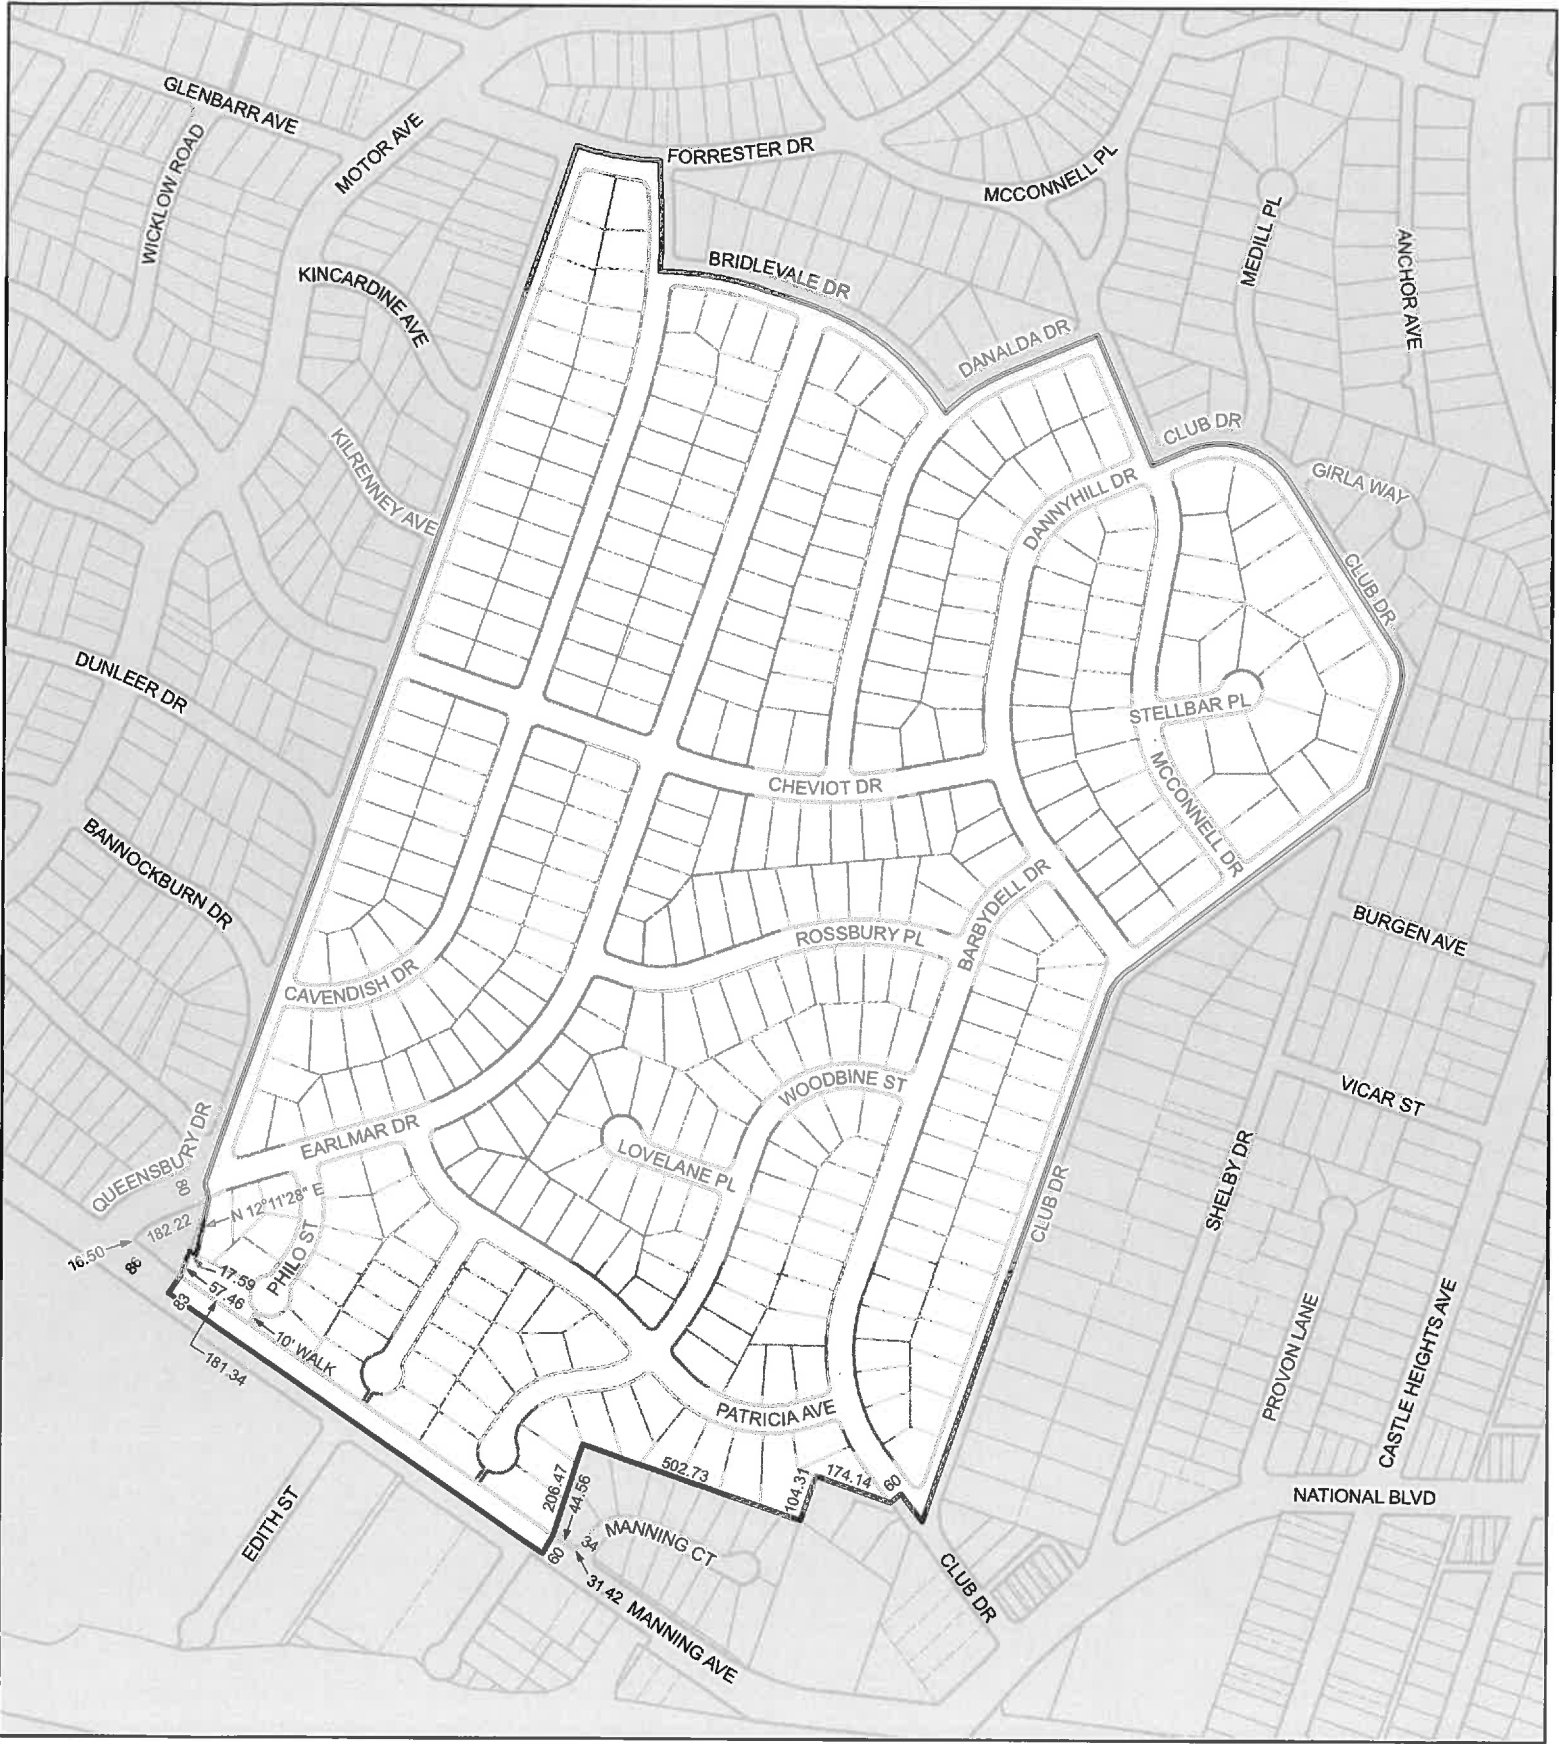 GLENBARR AVE
WICKLOW ROAD
MOTOR AVE
FORRESTER DR
MCCONNELL PL
MEDILL PL
ANCHOR AVE
KINCARDINE AVE
BRIDLEVALE DR
DANALDA DR
CLUB DR
GIRLA WAY
KILRENNEY AVE
DANNYHILL DR
CLUB DR
DUNLEER DR
STELLBAR PL
CHEVIOT DR
MCCONNELL DR
BANNOCKBURN DR
BARBYDELL DR
ROSSBURY PL
BURGEN AVE
CAVENDISH DR
WOODBINE ST
VICAR ST
EARLMAR DR
LOVELANE PL
QUEENSBURY DR
80
N 12°11'28" E
182.22
16.50
86
CLUB DR
SHELBY DR
PHILO ST
17.59
57.46
83
10' WALK
181.34
PROVON LANE
CASTLE HEIGHTS AVE
PATRICIA AVE
502.73
206.47
44.56
104.31
174.14
60
NATIONAL BLVD
EDITH ST
MANNING CT
34
60
31.42
MANNING AVE
CLUB DR